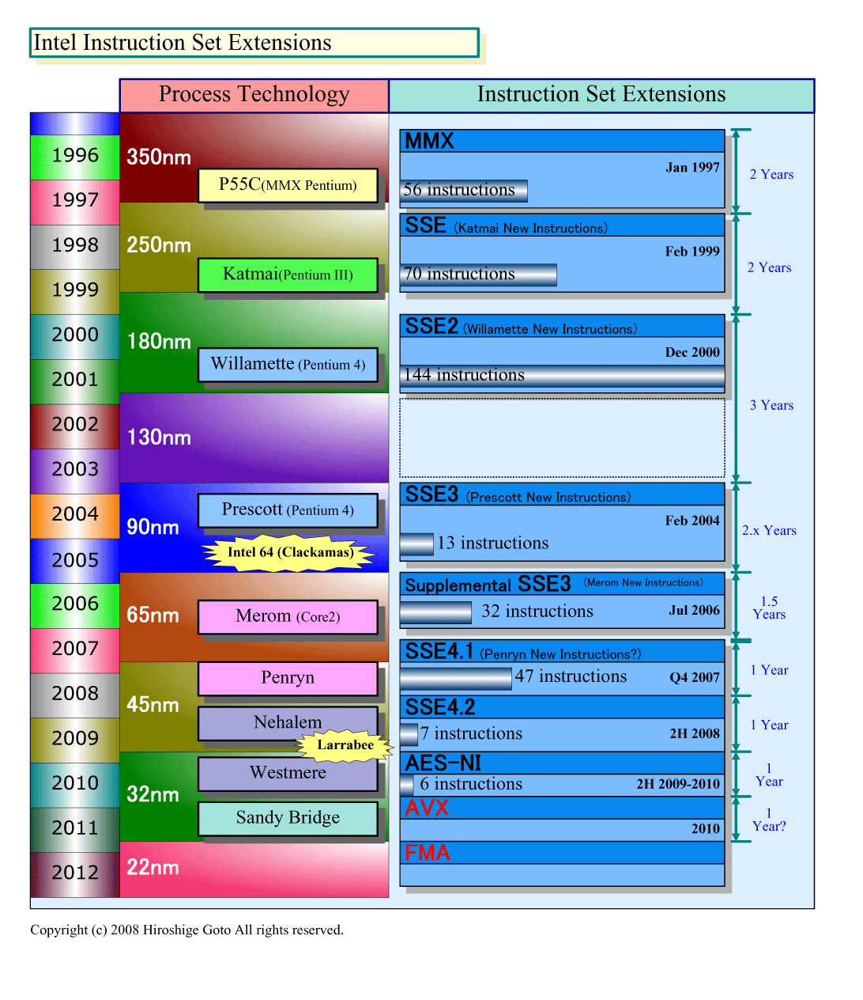 Intel Instruction Set Extensions
Process Technology
Instruction Set Extensions
1996
1997
1998
1999
2000
2001
2002
2003
2004
2005
2006
2007
2008
2009
2010
2011
2012
350nm
P55C(MMX Pentium)
250nm
Katmai(Pentium III)
180nm
Willamette (Pentium 4)
130nm
90nm
Prescott (Pentium 4)
Intel 64 (Clackamas)
65nm
Merom (Core2)
45nm
Penryn
Nehalem
Larrabee
32nm
Westmere
Sandy Bridge
22nm
MMX
Jan 1997
56 instructions
SSE (Katmai New Instructions)
Feb 1999
70 instructions
SSE2 (Willamette New Instructions)
Dec 2000
144 instructions
SSE3 (Prescott New Instructions)
Feb 2004
13 instructions
Supplemental SSE3 (Merom New Instructions)
32 instructions Jul 2006
SSE4.1 (Penryn New Instructions?)
47 instructions Q4 2007
SSE4.2
7 instructions 2H 2008
AES-NI
6 instructions 2H 2009-2010
AVX
2010
FMA
2 Years
2 Years
3 Years
2.x Years
1.5
Years
1 Year
1 Year
1
Year
1
Year?
Copyright (c) 2008 Hiroshige Goto All rights reserved.